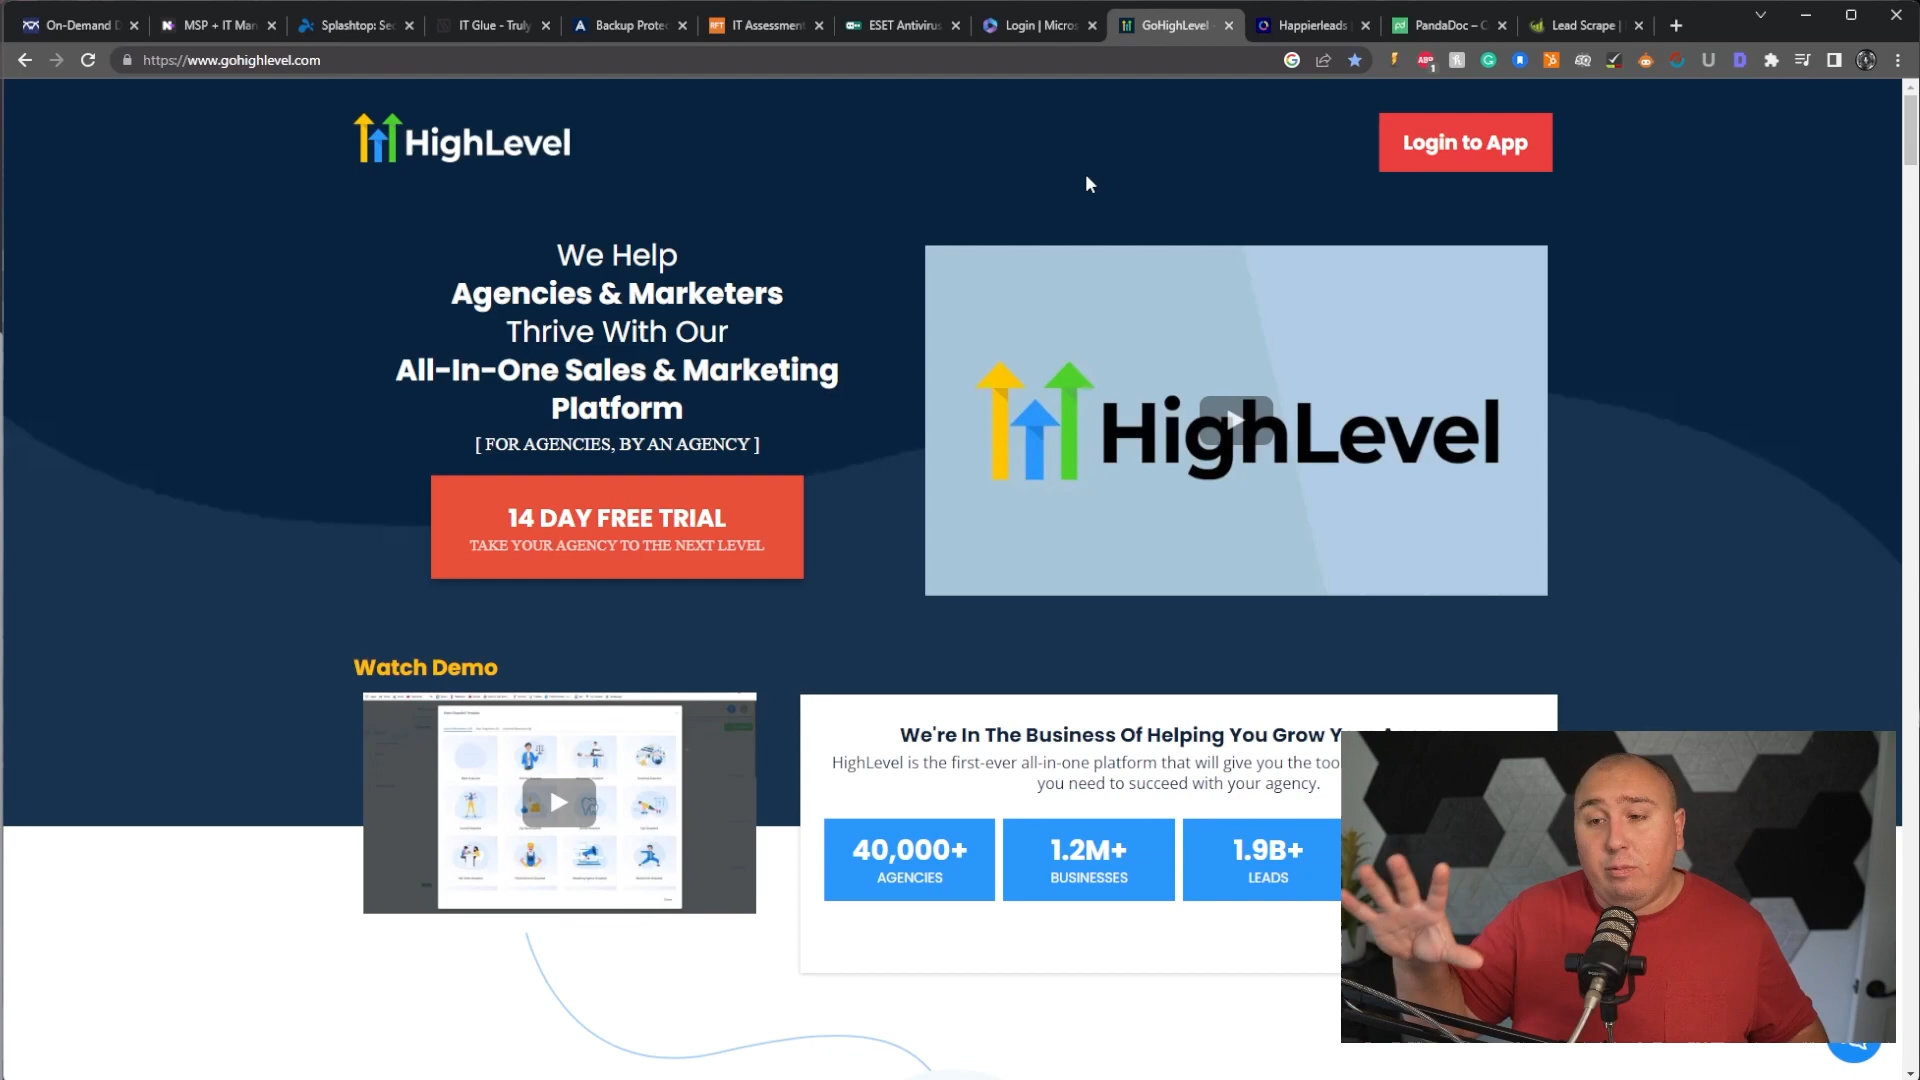 On-Demand D
MSP + IT Man
Splashtop: Sec
IT Glue - Truly
Backup Protec
IT Assessment
ESET Antivirus
Login | Micros
GoHighLevel -
Happierleads |
PandaDoc – C
Lead Scrape |
https://www.gohighlevel.com
HighLevel
Login to App
We Help
Agencies & Marketers
Thrive With Our
All-In-One Sales & Marketing
Platform
[ FOR AGENCIES, BY AN AGENCY ]
14 DAY FREE TRIAL
TAKE YOUR AGENCY TO THE NEXT LEVEL
HighLevel
Watch Demo
We're In The Business Of Helping You Grow Y
HighLevel is the first-ever all-in-one platform that will give you the too
you need to succeed with your agency.
40,000+
AGENCIES
1.2M+
BUSINESSES
1.9B+
LEADS